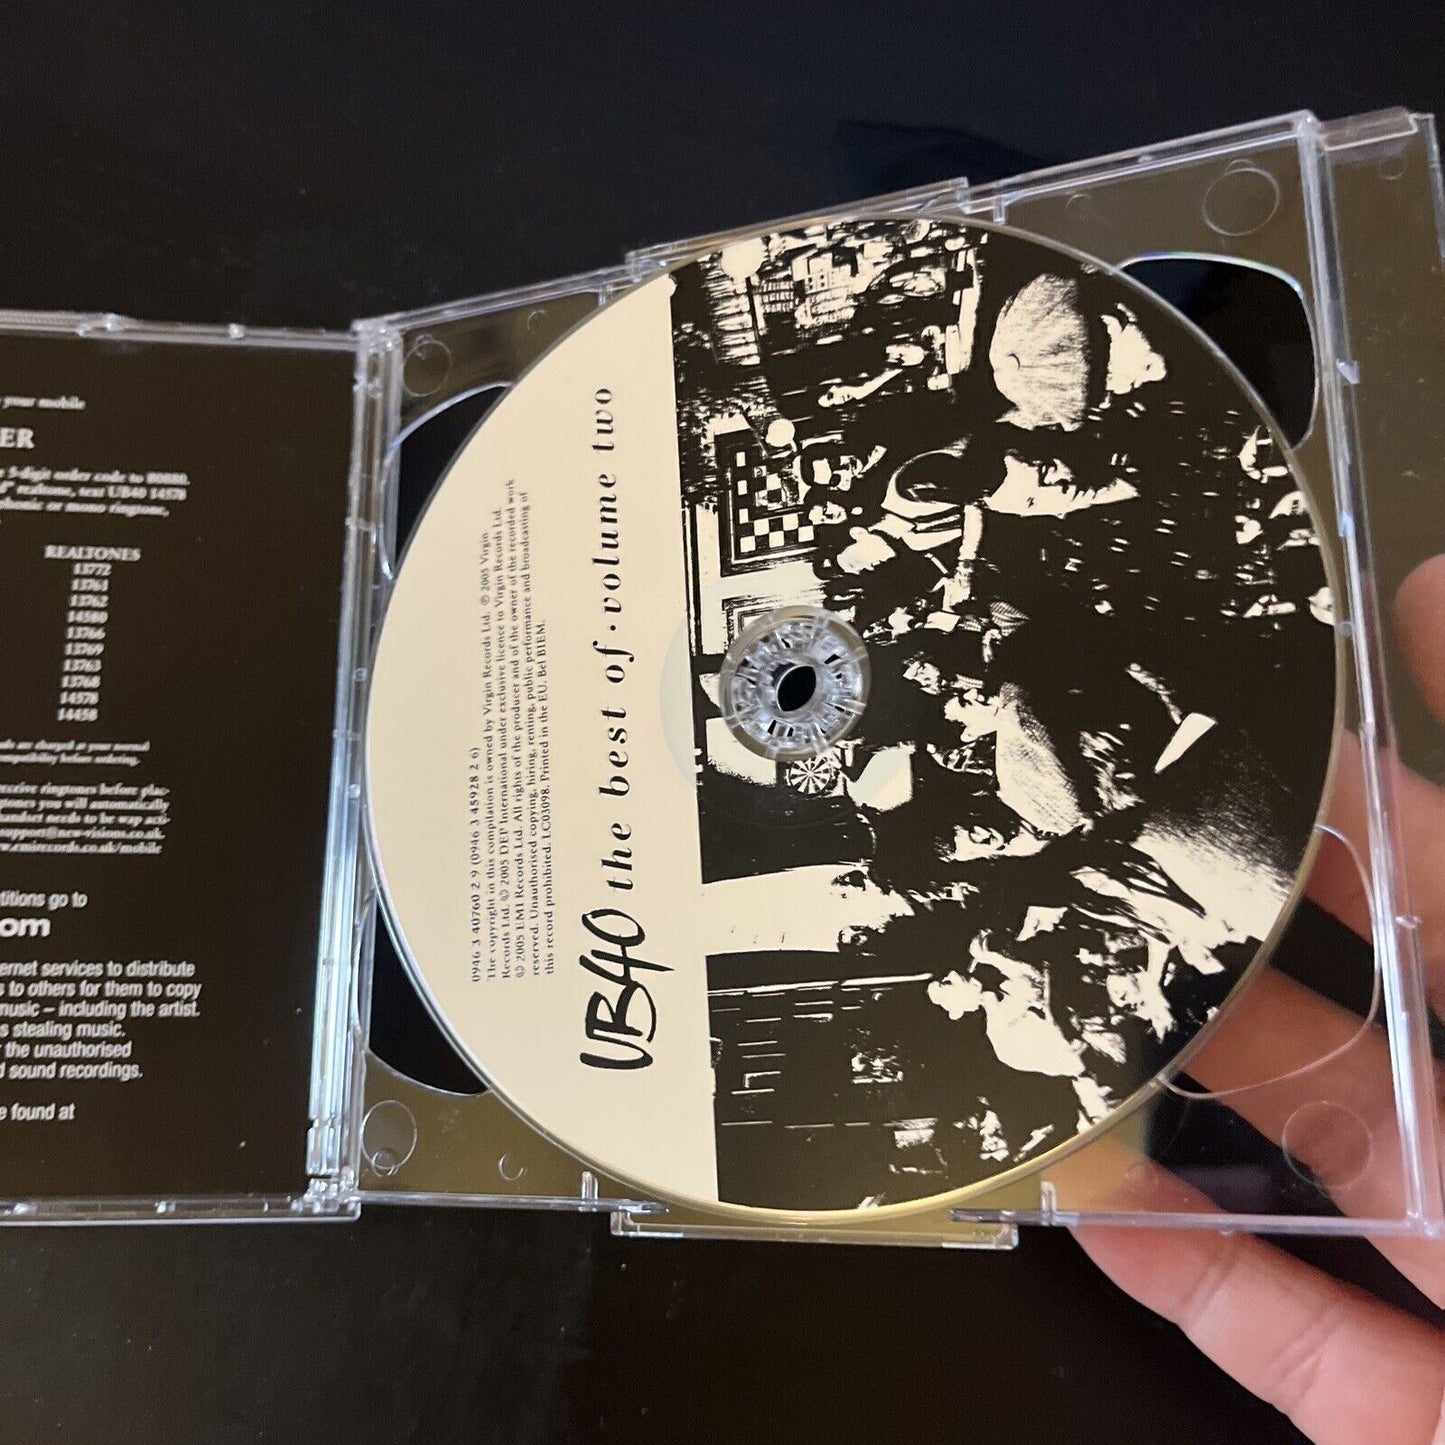 your mobile
ER
5-digit order code to 80880.
realtone, text UB40 14578
phonic or mono ringtone,
REALTONES
13772
13761
13762
14580
13766
13769
13763
13768
14578
14458
are charged at your normal
compatibility before ordering.
receive ringtones before plac-
ringtones you will automatically
handset needs to be wap acti-
support@new-visions.co.uk
www.emirecords.co.uk/mobile
titions go to
om
ernet services to distribute
s to others for them to copy
music – including the artist.
s stealing music.
r the unauthorised
d sound recordings.
e found at
0946 3 40760 2 9 (0946 3 45928 2 6)
The copyright in this compilation is owned by Virgin Records Ltd. ℗ 2005 Virgin
Records Ltd. © 2005 DEP International under exclusive licence to Virgin Records Ltd.
© 2005 EMI Records Ltd. All rights of the producer and of the owner of the recorded work
reserved. Unauthorised copying, hiring, renting, public performance and broadcasting of
this record prohibited. LC03098. Printed in the EU. Bel BIEM.
UB40 the best of · volume two